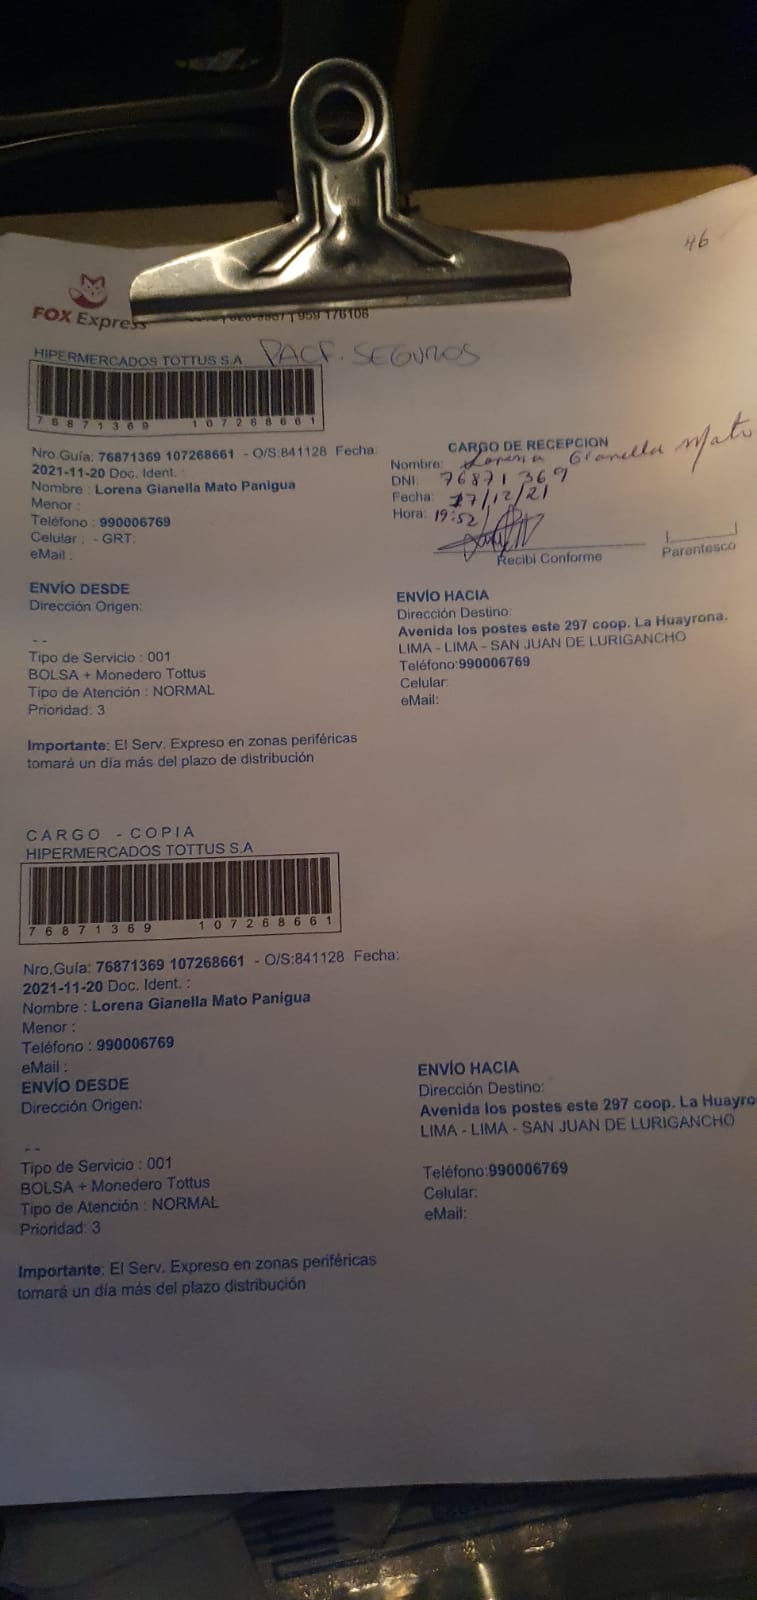 46
FOX Express
959 176106
HIPERMERCADOS TOTTUS S.A PACF. SEGUROS
76871369 107268661
Nro.Guía: 76871369 107268661 - O/S:841128 Fecha:
2021-11-20 Doc. Ident. :
Nombre : Lorena Gianella Mato Panigua
Menor :
Teléfono : 990006769
Celular : - GRT:
eMail :
CARGO DE RECEPCION
Nombre: Lorena Gianella Mato
DNI: 76871369
Fecha: 17/12/21
Hora: 19:52
Recibi Conforme
Parentesco
ENVÍO DESDE
Dirección Origen:
- -
Tipo de Servicio : 001
BOLSA + Monedero Tottus
Tipo de Atención : NORMAL
Prioridad: 3
ENVÍO HACIA
Dirección Destino:
Avenida los postes este 297 coop. La Huayrona.
LIMA - LIMA - SAN JUAN DE LURIGANCHO
Teléfono:990006769
Celular:
eMail:
Importante: El Serv. Expreso en zonas periféricas
tomará un día más del plazo de distribución
CARGO - COPIA
HIPERMERCADOS TOTTUS S.A
76871369 107268661
Nro.Guía: 76871369 107268661 - O/S:841128 Fecha:
2021-11-20 Doc. Ident. :
Nombre : Lorena Gianella Mato Panigua
Menor :
Teléfono : 990006769
eMail :
ENVÍO DESDE
Dirección Origen:
- -
Tipo de Servicio : 001
BOLSA + Monedero Tottus
Tipo de Atención : NORMAL
Prioridad: 3
ENVÍO HACIA
Dirección Destino:
Avenida los postes este 297 coop. La Huayro
LIMA - LIMA - SAN JUAN DE LURIGANCHO
Teléfono:990006769
Celular:
eMail:
Importante: El Serv. Expreso en zonas periféricas
tomará un día más del plazo distribución